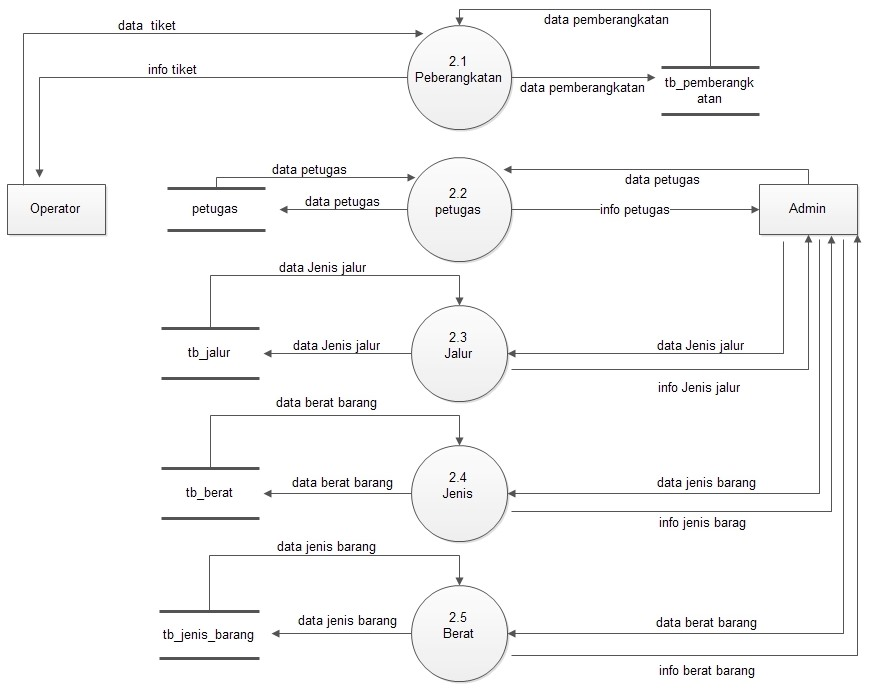 data pemberangkatan
data tiket
2.1
Peberangkatan
info tiket
data pemberangkatan
tb_pemberangk
atan
data petugas
data petugas
2.2
petugas
Operator
petugas
data petugas
info petugas
Admin
data Jenis jalur
2.3
Jalur
tb_jalur
data Jenis jalur
data Jenis jalur
info Jenis jalur
data berat barang
2.4
Jenis
tb_berat
data berat barang
data jenis barang
info jenis barag
data jenis barang
2.5
Berat
tb_jenis_barang
data jenis barang
data berat barang
info berat barang